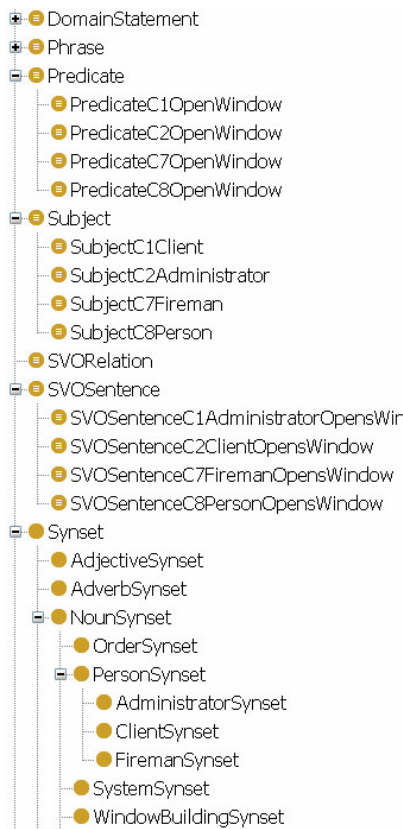 DomainStatement
Phrase
Predicate
PredicateC1OpenWindow
PredicateC2OpenWindow
PredicateC7OpenWindow
PredicateC8OpenWindow
Subject
SubjectC1Client
SubjectC2Administrator
SubjectC7Fireman
SubjectC8Person
SVORelation
SVOSentence
SVOSentenceC1AdministratorOpensWin
SVOSentenceC2ClientOpensWindow
SVOSentenceC7FiremanOpensWindow
SVOSentenceC8PersonOpensWindow
Synset
AdjectiveSynset
AdverbSynset
NounSynset
OrderSynset
PersonSynset
AdministratorSynset
ClientSynset
FiremanSynset
SystemSynset
WindowBuildingSynset